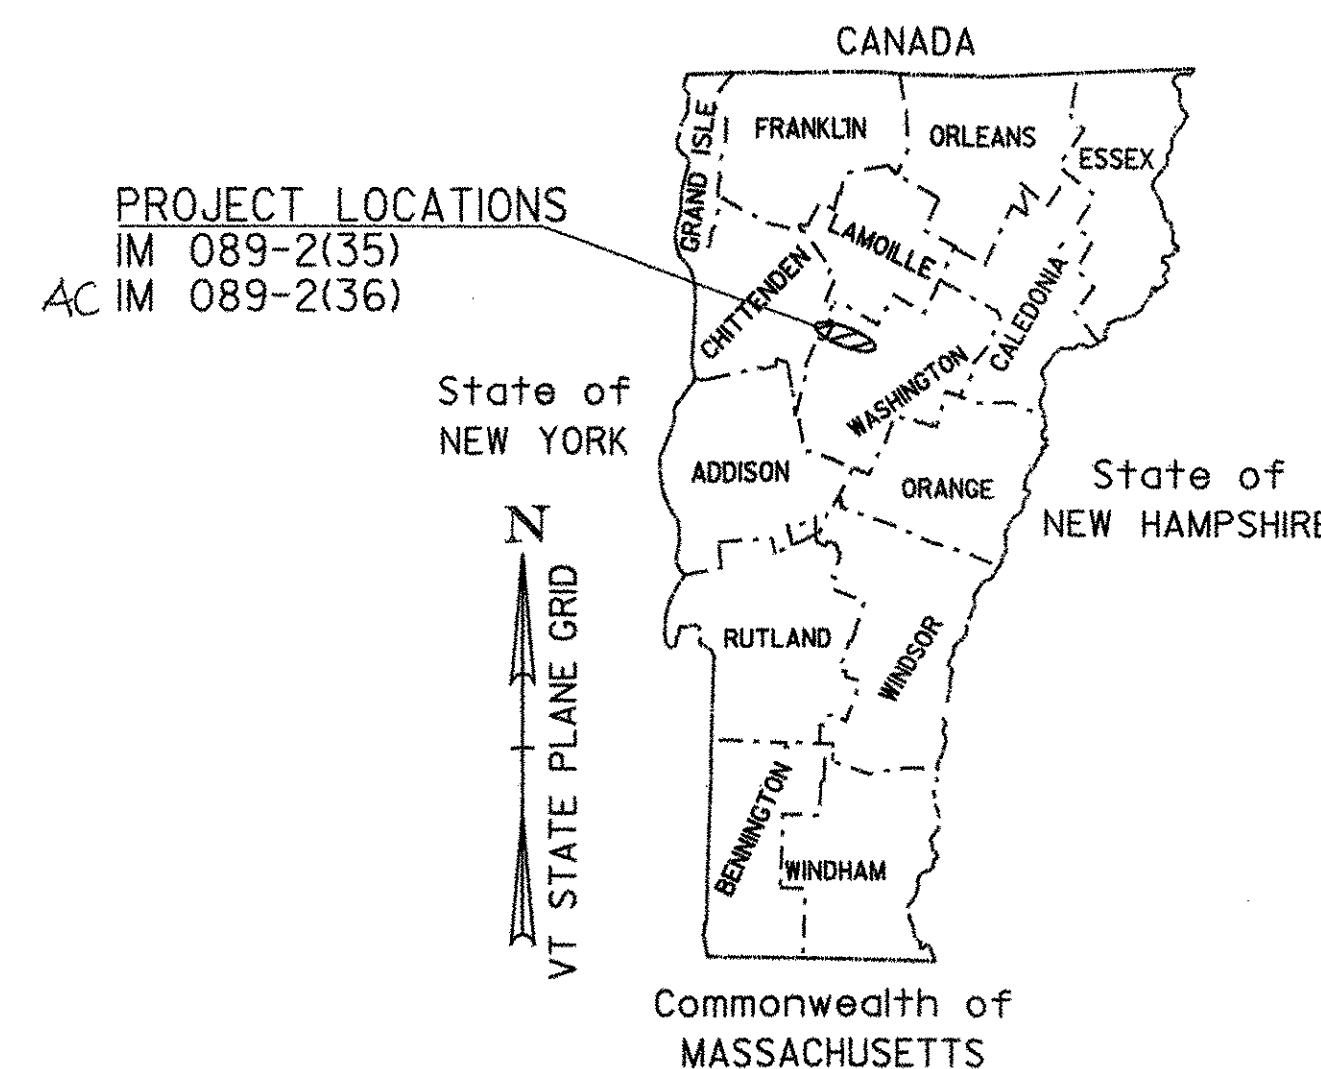 CANADA
GRAND ISLE
FRANKLIN
ORLEANS
ESSEX
PROJECT LOCATIONS
IM 089-2(35)
AC IM 089-2(36)
LAMOILLE
CHITTENDEN
CALEDONIA
WASHINGTON
State of
NEW YORK
ADDISON
ORANGE
State of
NEW HAMPSHIRE
N
VT STATE PLANE GRID
RUTLAND
WINDSOR
BENNINGTON
WINDHAM
Commonwealth of
MASSACHUSETTS